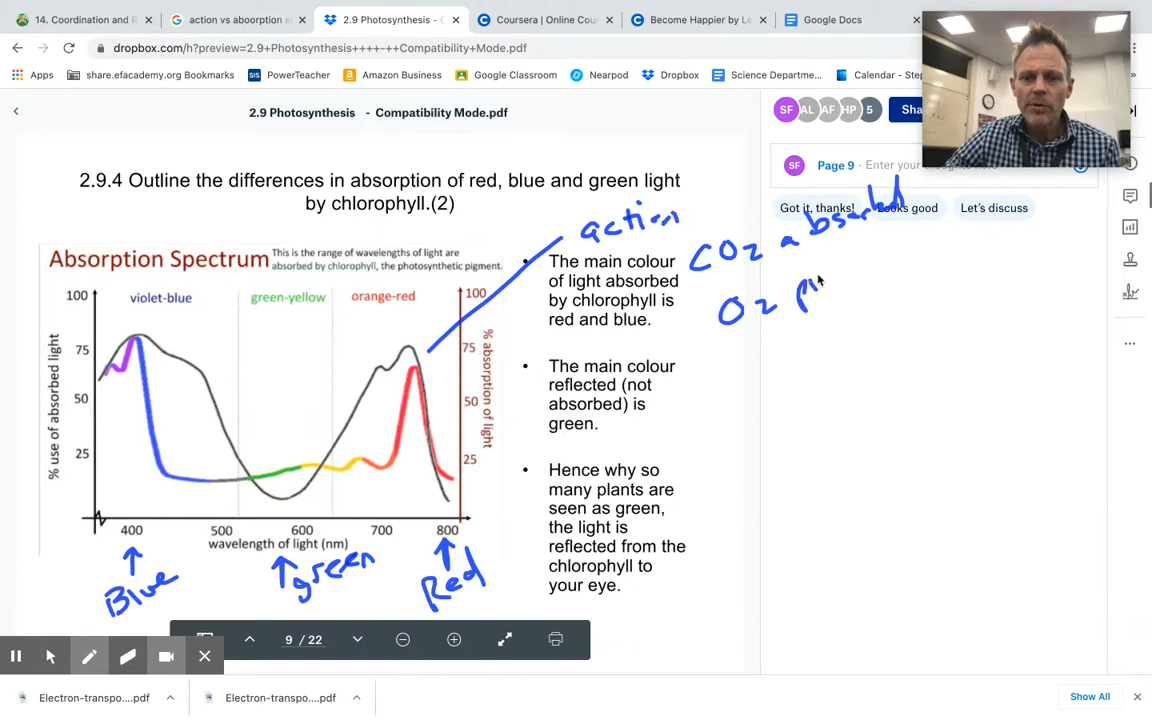 14. Coordination and R
action vs aboorption s
2.9 Photosynthesis - C
Coursera | Online Cou
Become Happier by Le
Google Docs
dropbox.com/h?preview=2.9+Photosynthesis++++-++Compatibility+Mode.pdf
Apps
share.efacademy.org Bookmarks
SiS PowerTeacher
Amazon Business
Google Classroom
Nearpod
Dropbox
Science Departme...
Calendar - Step
2.9 Photosynthesis - Compatibility Mode.pdf
SF AL AF HP 5
Sha
SF Page 9 · Enter your
Got it, thanks!
Looks good
Let's discuss
2.9.4 Outline the differences in absorption of red, blue and green light
by chlorophyll.(2)
action
CO2 absorbed
O2
Absorption Spectrum
This is the range of wavelengths of light are
absorbed by chlorophyll, the photosynthetic pigment.
100 violet-blue green-yellow orange-red 100
75 75
50 50
25 25
% use of absorbed light
% absorption of light
400 500 600 700 800
wavelength of light (nm)
Blue
green
Red
• The main colour
of light absorbed
by chlorophyll is
red and blue.
• The main colour
reflected (not
absorbed) is
green.
• Hence why so
many plants are
seen as green,
the light is
reflected from the
chlorophyll to
your eye.
9 / 22
Electron-transpo....pdf
Electron-transpo....pdf
Show All